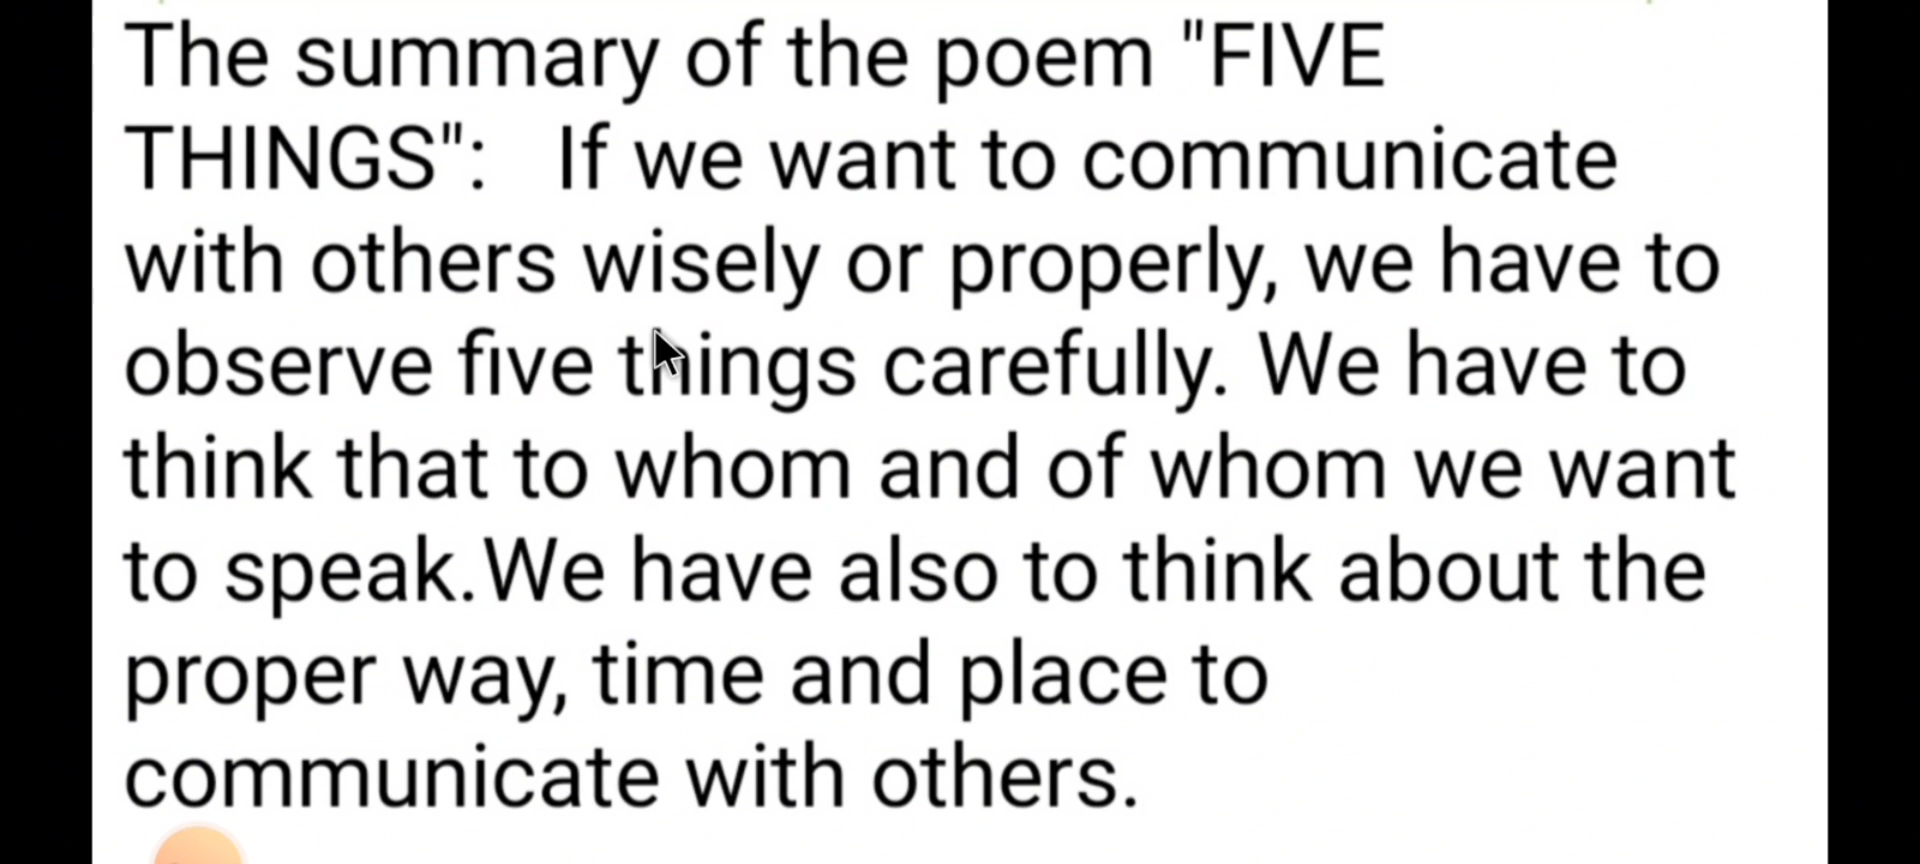 The summary of the poem "FIVE
THINGS":   If we want to communicate
with others wisely or properly, we have to
observe five things carefully. We have to
think that to whom and of whom we want
to speak.We have also to think about the
proper way, time and place to
communicate with others.